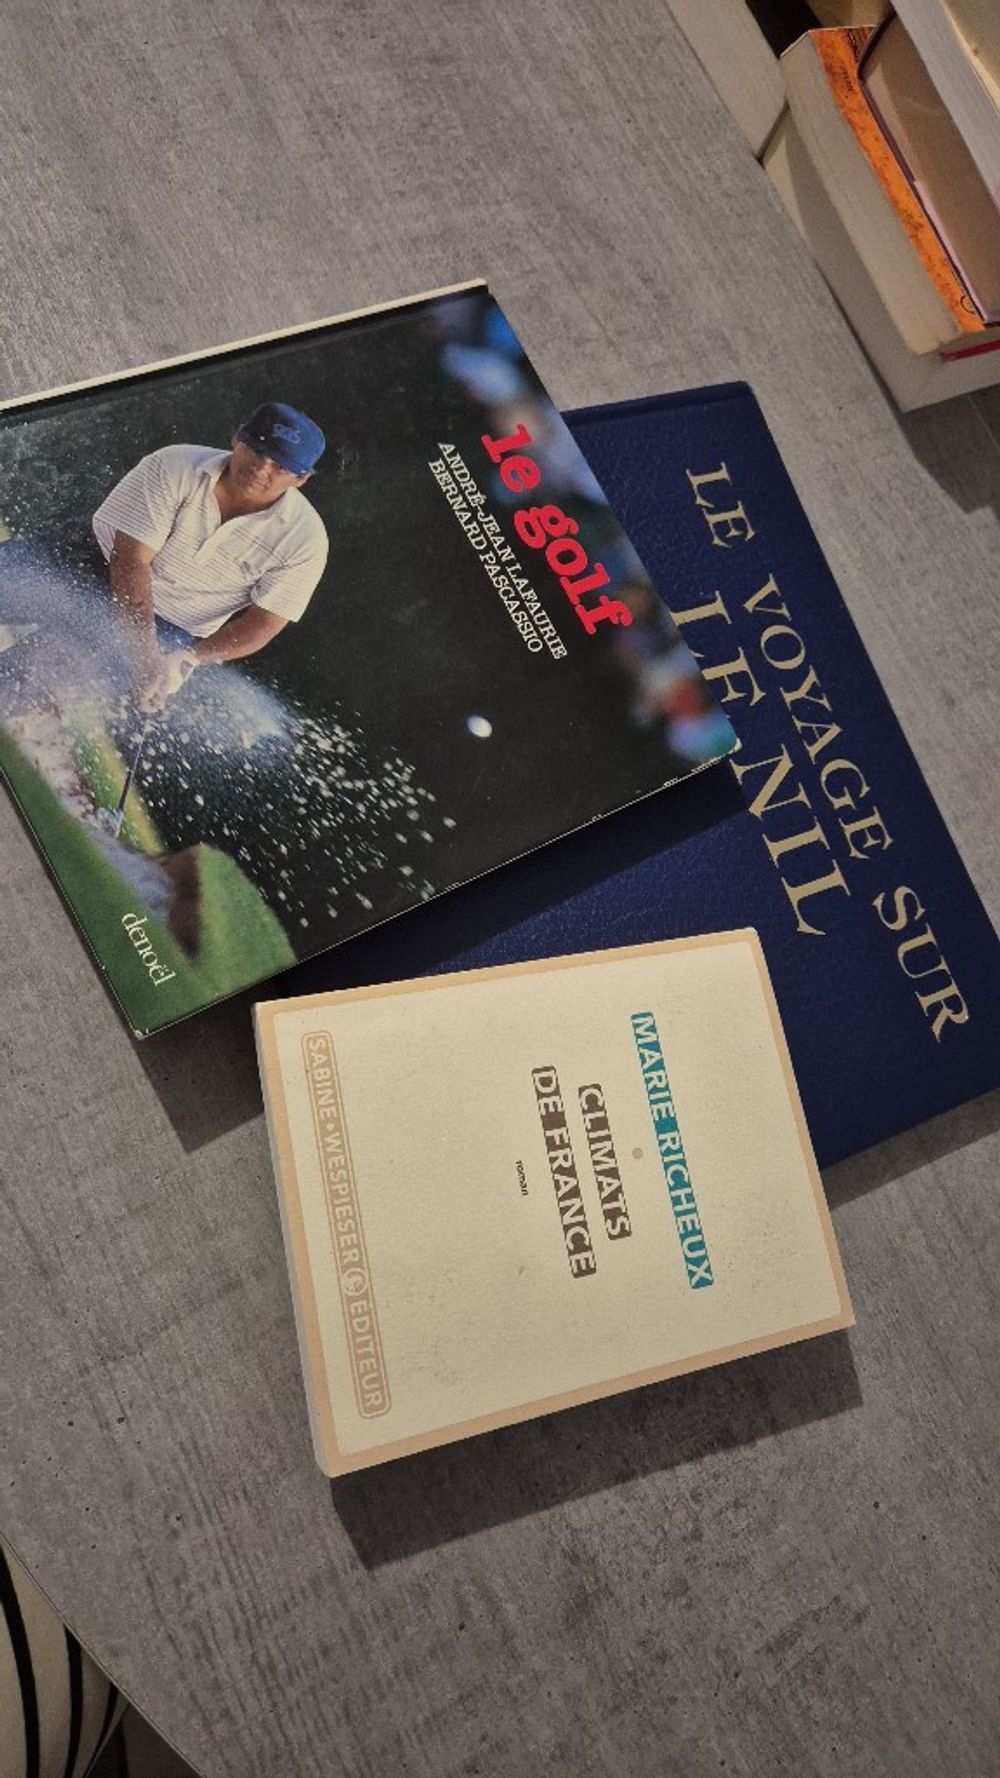 le golf
ANDRÉ-JEAN LAFAURIE
BERNARD PASCASSIO
denoël
LE VOYAGE SUR
LE NIL
MARIE RICHEUX
CLIMATS
DE FRANCE
roman
SABINE • WESPIESER ÉDITEUR